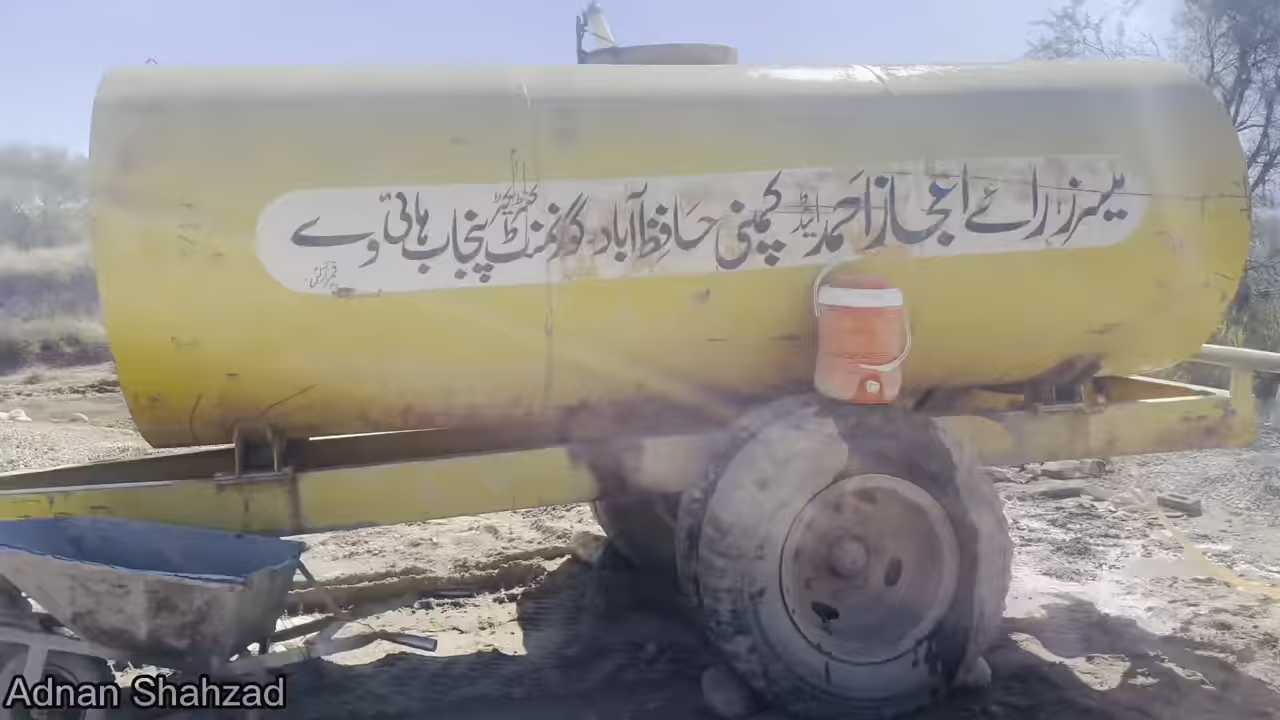 میسرز رائے اعجاز احمد اینڈ کمپنی حافظ آباد گورنمنٹ کنٹریکٹر پنجاب ہائی وے
Adnan Shahzad